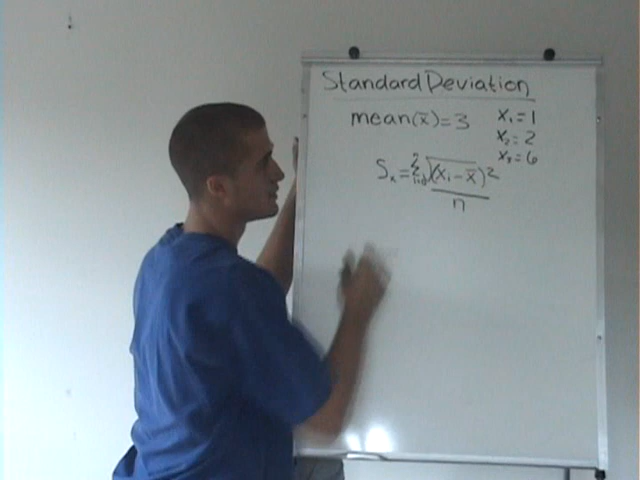 Standard Deviation
mean(x̄)=3
x₁=1
x₂=2
x₃=6
Sₓ=Σ√(xᵢ-x̄)²
n